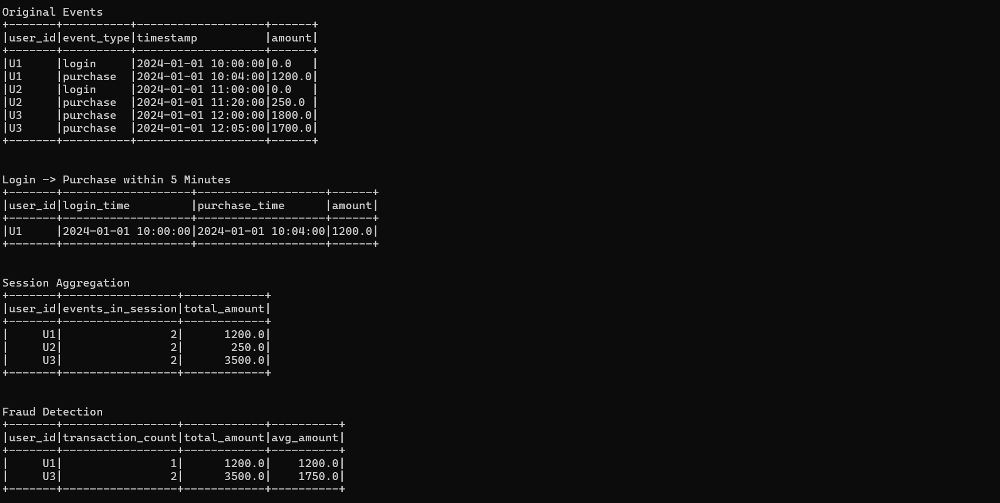 Original Events
+-------+----------+-------------------+------+
|user_id|event_type|timestamp          |amount|
+-------+----------+-------------------+------+
|U1     |login     |2024-01-01 10:00:00|0.0   |
|U1     |purchase  |2024-01-01 10:04:00|1200.0|
|U2     |login     |2024-01-01 11:00:00|0.0   |
|U2     |purchase  |2024-01-01 11:20:00|250.0 |
|U3     |purchase  |2024-01-01 12:00:00|1800.0|
|U3     |purchase  |2024-01-01 12:05:00|1700.0|
+-------+----------+-------------------+------+
Login -> Purchase within 5 Minutes
+-------+-------------------+-------------------+------+
|user_id|login_time         |purchase_time      |amount|
+-------+-------------------+-------------------+------+
|U1     |2024-01-01 10:00:00|2024-01-01 10:04:00|1200.0|
+-------+-------------------+-------------------+------+
Session Aggregation
+-------+-----------------+------------+
|user_id|events_in_session|total_amount|
+-------+-----------------+------------+
|     U1|                2|      1200.0|
|     U2|                2|       250.0|
|     U3|                2|      3500.0|
+-------+-----------------+------------+
Fraud Detection
+-------+-----------------+------------+----------+
|user_id|transaction_count|total_amount|avg_amount|
+-------+-----------------+------------+----------+
|     U1|                1|      1200.0|    1200.0|
|     U3|                2|      3500.0|    1750.0|
+-------+-----------------+------------+----------+